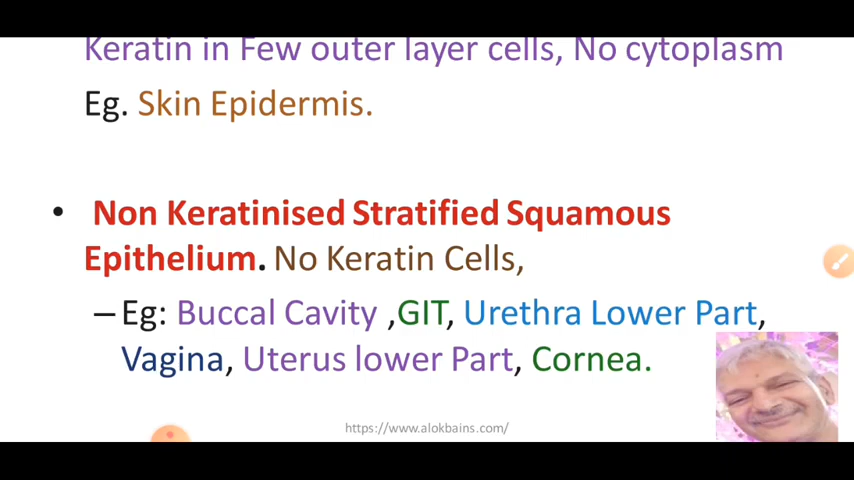 Keratin in Few outer layer cells, No cytoplasm
Eg. Skin Epidermis.
• Non Keratinised Stratified Squamous
Epithelium. No Keratin Cells,
–Eg: Buccal Cavity ,GIT, Urethra Lower Part,
Vagina, Uterus lower Part, Cornea.
https://www.alokbains.com/